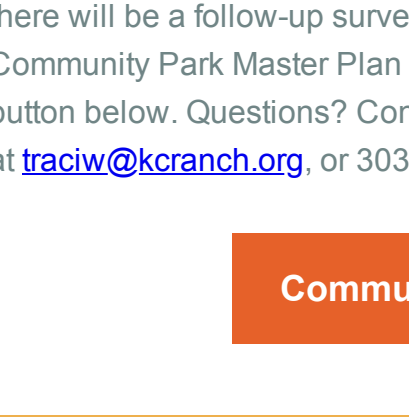 here will be a follow-up surve
Community Park Master Plan
button below. Questions? Con
at traciw@kcranch.org, or 303
Commu